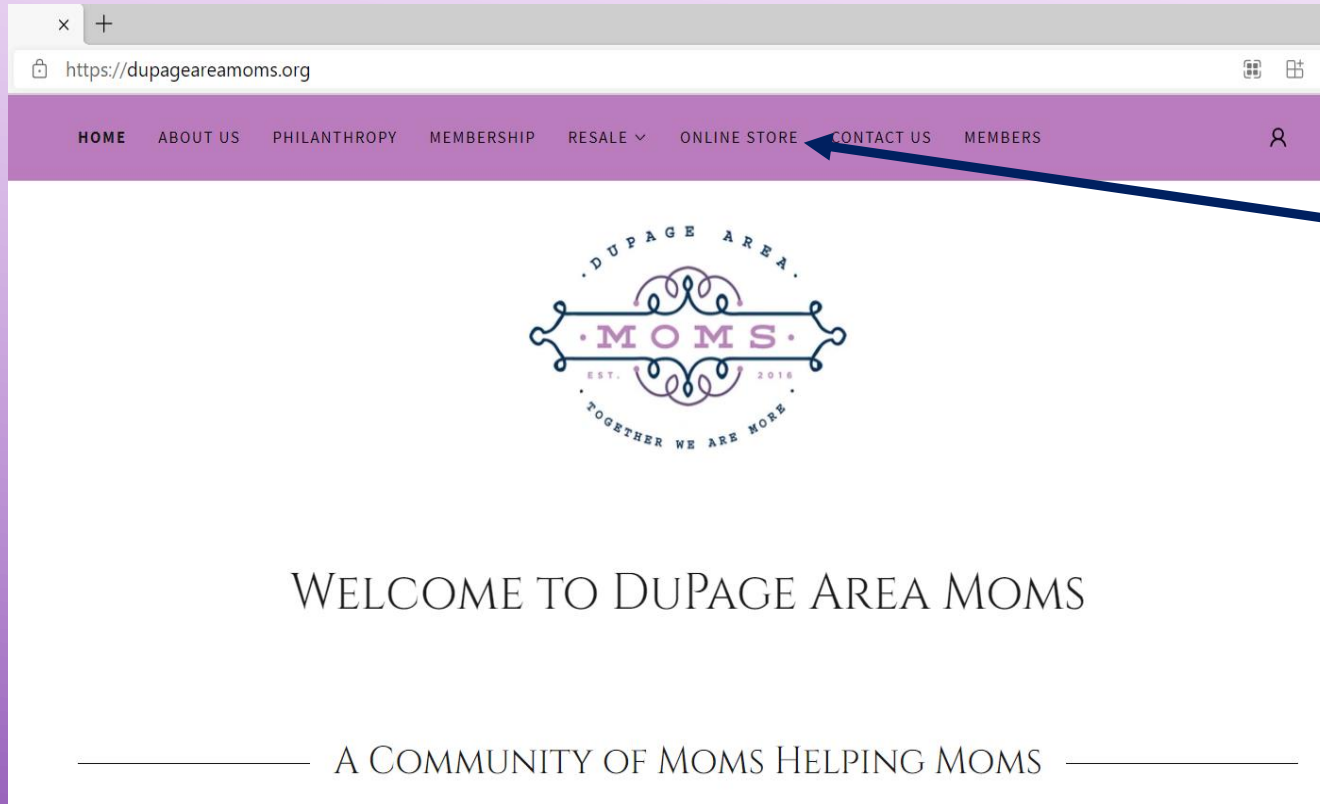 https://dupageareamoms.org
HOME ABOUT US PHILANTHROPY MEMBERSHIP RESALE ONLINE STORE CONTACT US MEMBERS
· DUPAGE AREA ·
· MOMS ·
EST. 2016
· TOGETHER WE ARE MORE ·
WELCOME TO DUPAGE AREA MOMS
A COMMUNITY OF MOMS HELPING MOMS